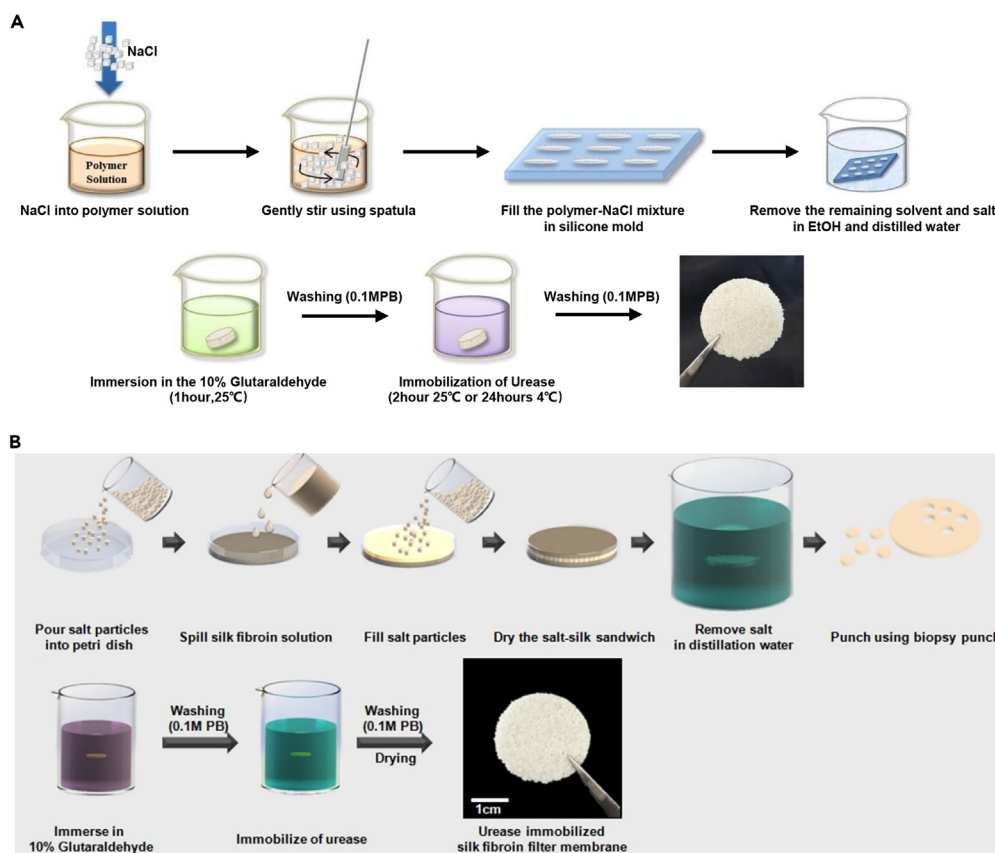 A
NaCl
Polymer
Solution
NaCl into polymer solution
Gently stir using spatula
Fill the polymer-NaCl mixture
in silicone mold
Remove the remaining solvent and salt
in EtOH and distilled water
Immersion in the 10% Glutaraldehyde
(1hour,25℃)
Washing (0.1MPB)
Immobilization of Urease
(2hour 25℃ or 24hours 4℃)
Washing (0.1MPB)
B
Pour salt particles
into petri dish
Spill silk fibroin solution
Fill salt particles
Dry the salt-silk sandwich
Remove salt
in distillation water
Punch using biopsy punch
Immerse in
10% Glutaraldehyde
Washing
(0.1M PB)
Immobilize of urease
Washing
(0.1M PB)
Drying
1cm
Urease immobilized
silk fibroin filter membrane